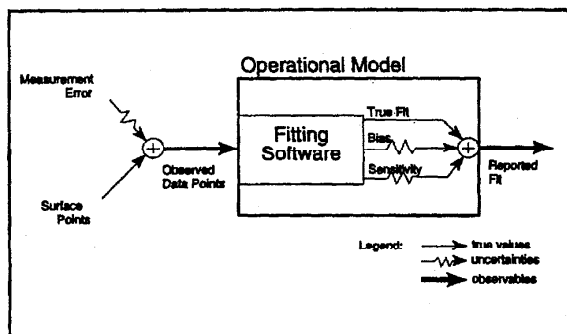 Operational Model
Measurement
Error
Fitting
Software
True Fit
Bias
Sensitivity
Observed
Data Points
Reported
Fit
Surface
Points
Legend:
true values
uncertainties
observables